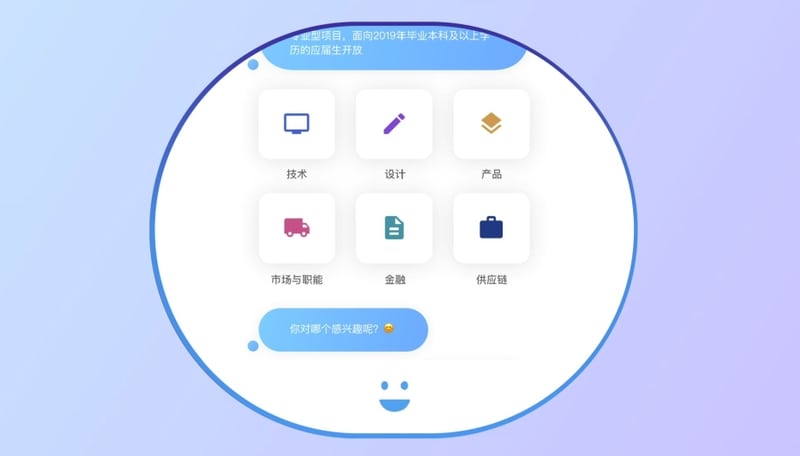 专业型项目，面向2019年毕业本科及以上学
历的应届生开放
技术
设计
产品
市场与职能
金融
供应链
你对哪个感兴趣呢？😊